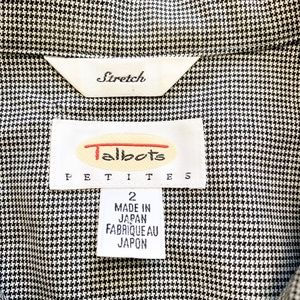 Stretch
Talbots
PETITES
2
MADE IN
JAPAN
FABRIQUE AU
JAPON